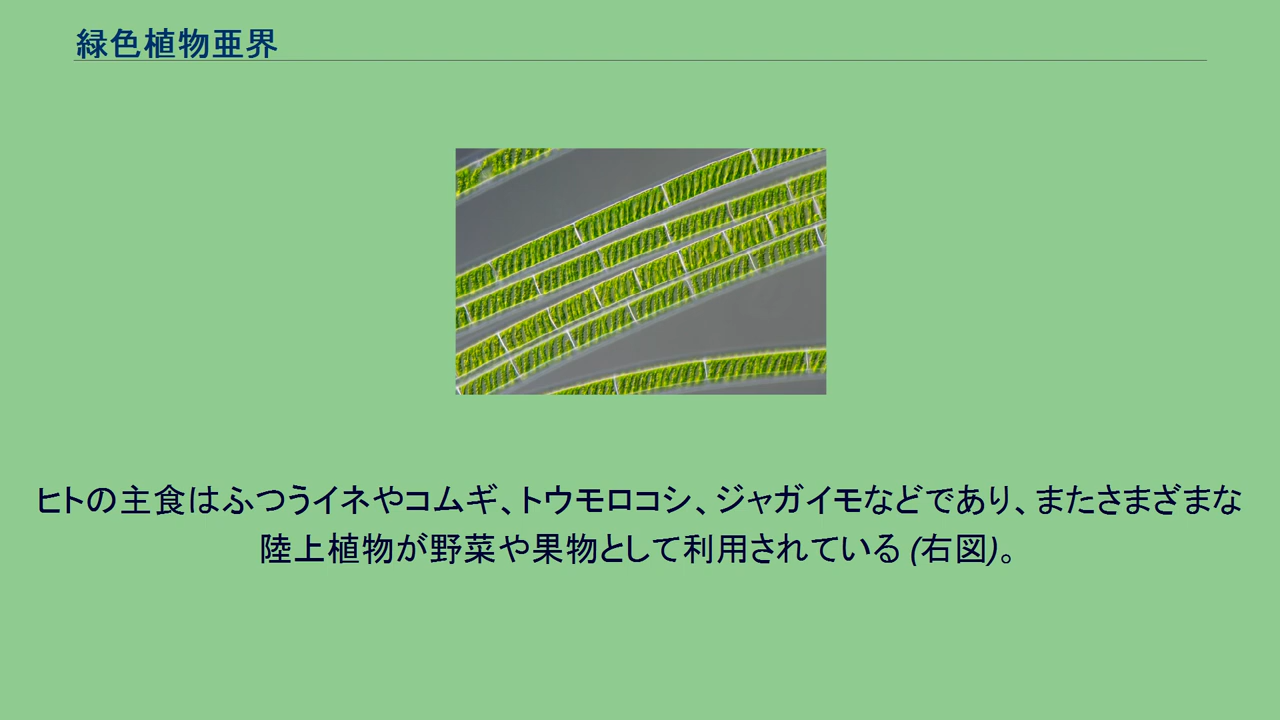 緑色植物亜界
ヒトの主食はふつうイネやコムギ、トウモロコシ、ジャガイモなどであり、またさまざまな
陸上植物が野菜や果物として利用されている (右図)。